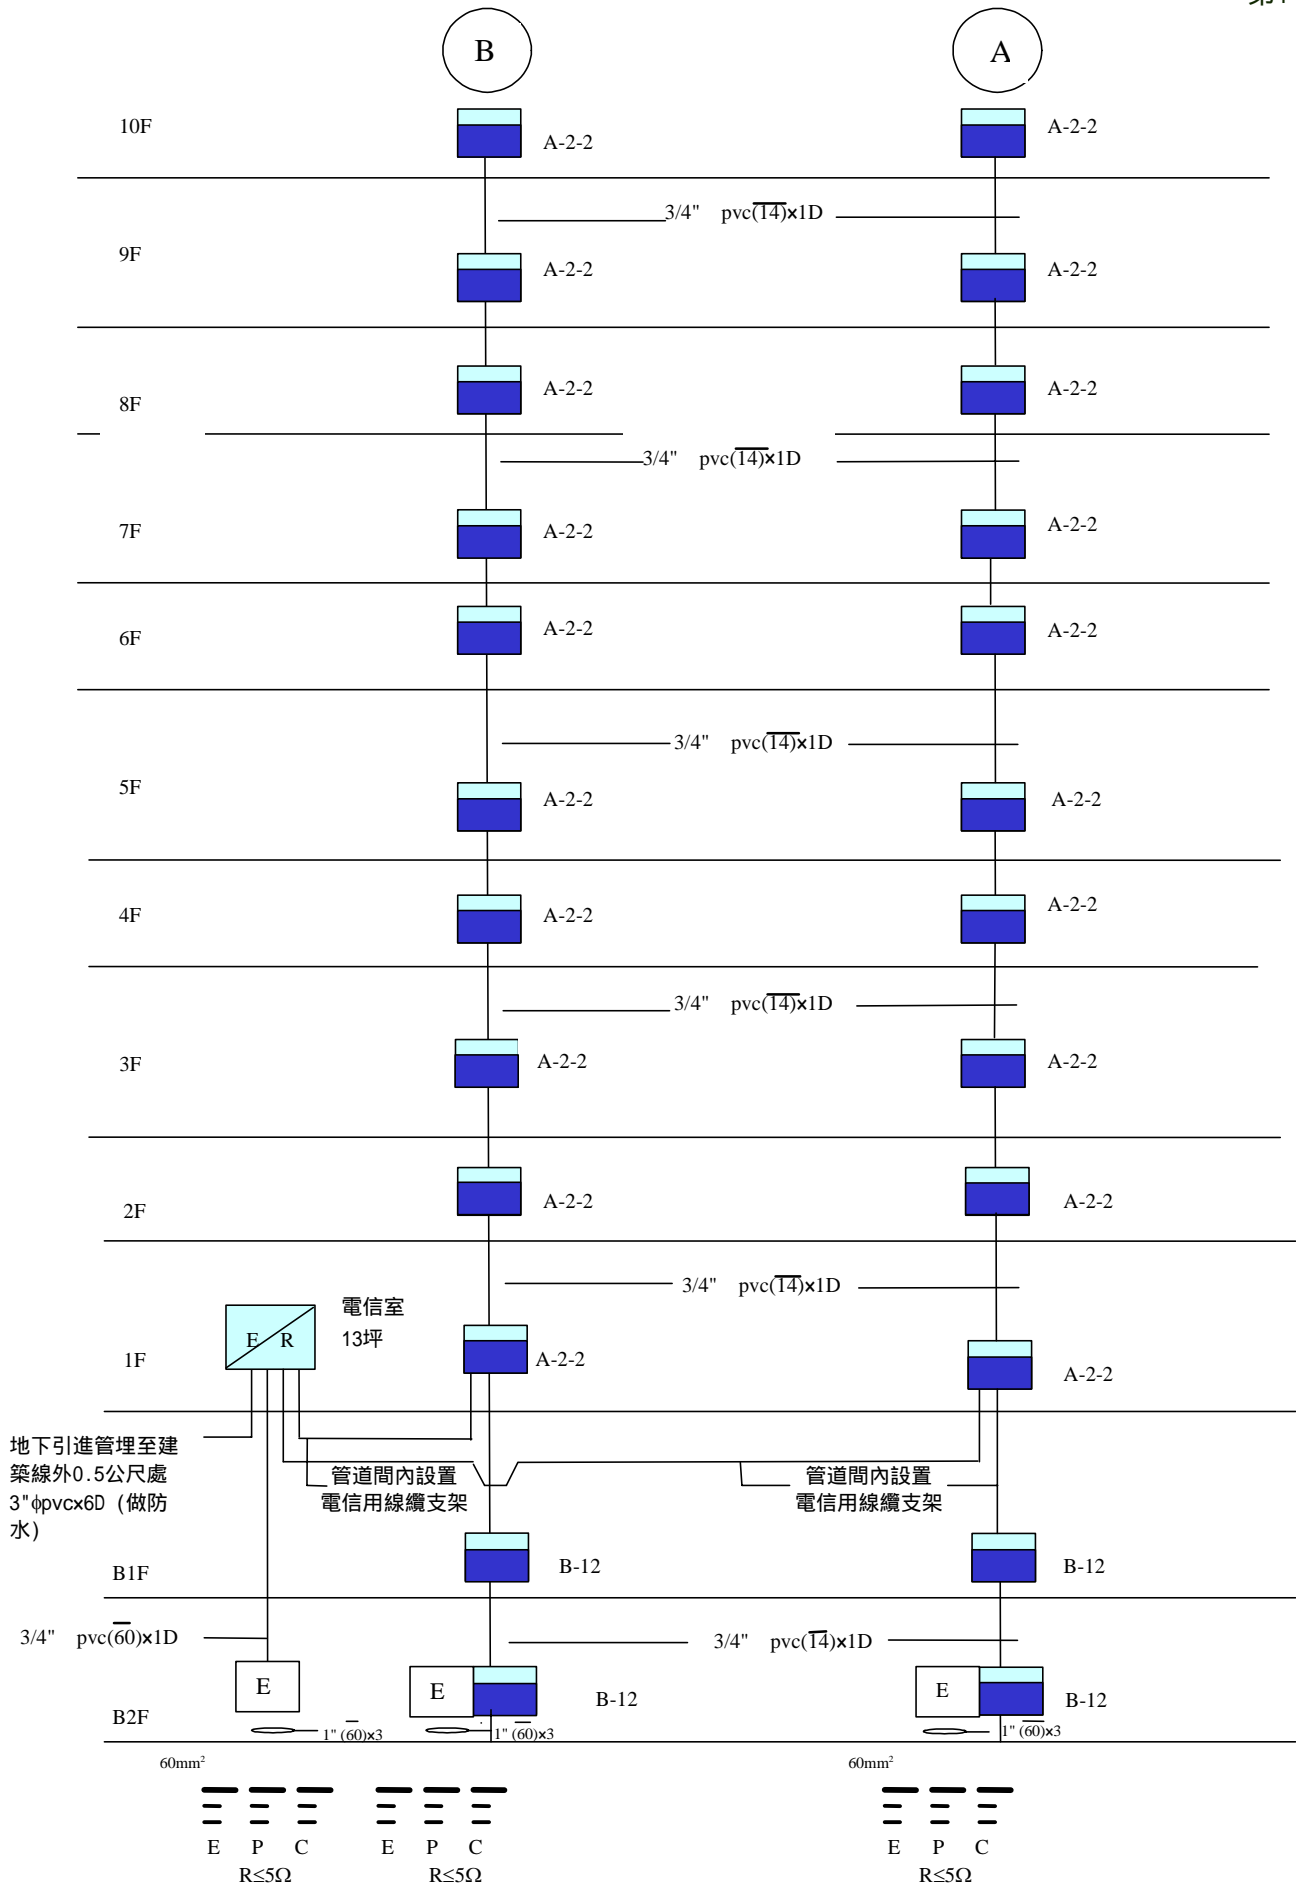 B A
10F A-2-2 A-2-2
3/4" pvc(14)×1D
9F A-2-2 A-2-2
8F A-2-2 A-2-2
3/4" pvc(14)×1D
7F A-2-2 A-2-2
6F A-2-2 A-2-2
3/4" pvc(14)×1D
5F A-2-2 A-2-2
4F A-2-2 A-2-2
3/4" pvc(14)×1D
3F A-2-2 A-2-2
2F A-2-2 A-2-2
3/4" pvc(14)×1D
電信室
13坪
E R
1F A-2-2 A-2-2
地下引進管埋至建
築線外0.5公尺處
3"φpvc×6D (做防
水)
管道間內設置
電信用線纜支架
管道間內設置
電信用線纜支架
B1F B-12 B-12
3/4" pvc(60)×1D
3/4" pvc(14)×1D
E E B-12 E B-12
B2F
1" (60)×3 1" (60)×3 1" (60)×3
60mm² 60mm²
E P C E P C E P C
R≤5Ω R≤5Ω R≤5Ω